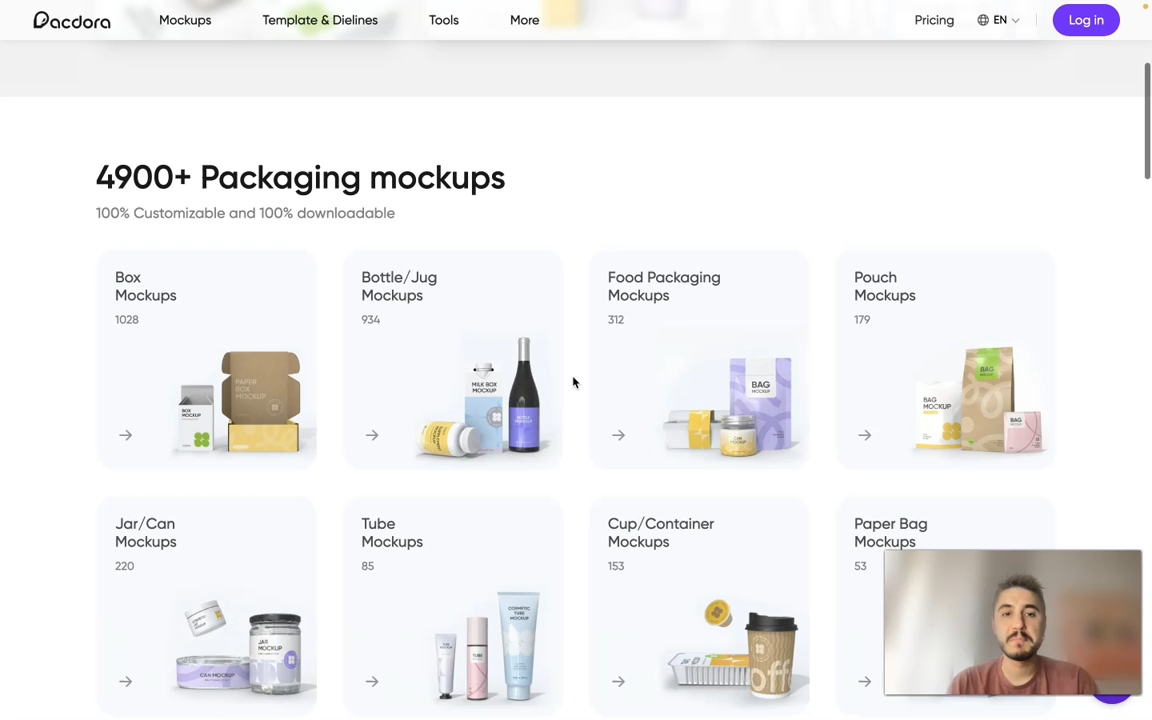 Pacdora
Mockups
Template & Dielines
Tools
More
Pricing
EN
Log in
4900+ Packaging mockups
100% Customizable and 100% downloadable
Box
Mockups
1028
Bottle/Jug
Mockups
934
Food Packaging
Mockups
312
Pouch
Mockups
179
PAPER
BOX
MOCKUP
BOX
MOCKUP
MILK BOX
MOCKUP
BAG
MOCKUP
CAN
BAG
BAG
MOCKUP
BAG
Jar/Can
Mockups
220
Tube
Mockups
85
Cup/Container
Mockups
153
Paper Bag
Mockups
53
JAR
MOCKUP
CAN MOCKUP
TUBE
COSMETIC
TUBE
MOCKUP
off